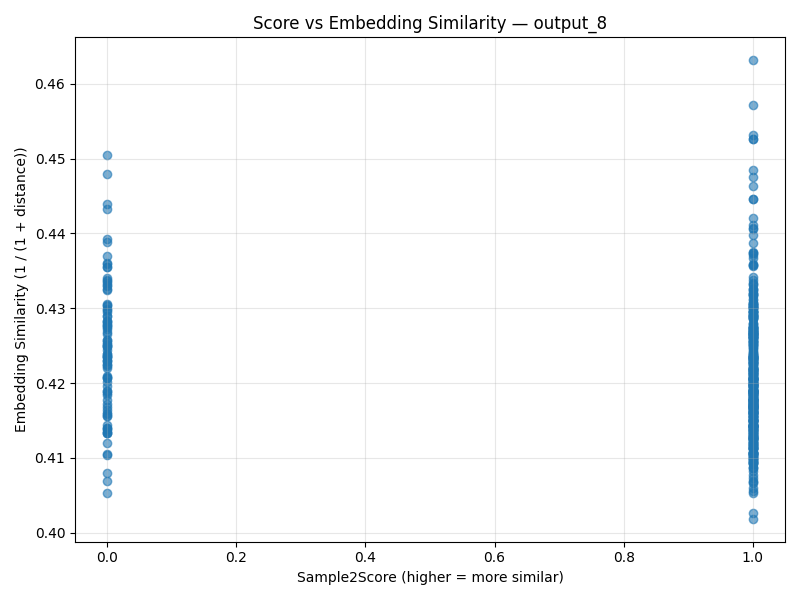 Score vs Embedding Similarity — output_8
Embedding Similarity (1 / (1 + distance))
0.46
0.45
0.44
0.43
0.42
0.41
0.40
0.0 0.2 0.4 0.6 0.8 1.0
Sample2Score (higher = more similar)